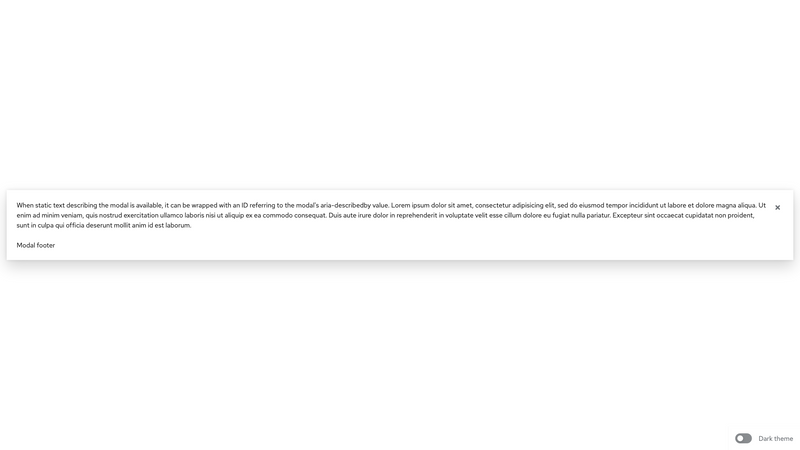 When static text describing the modal is available, it can be wrapped with an ID referring to the modal's aria-describedby value. Lorem ipsum dolor sit amet, consectetur adipisicing elit, sed do eiusmod tempor incididunt ut labore et dolore magna aliqua. Ut
enim ad minim veniam, quis nostrud exercitation ullamco laboris nisi ut aliquip ex ea commodo consequat. Duis aute irure dolor in reprehenderit in voluptate velit esse cillum dolore eu fugiat nulla pariatur. Excepteur sint occaecat cupidatat non proident,
sunt in culpa qui officia deserunt mollit anim id est laborum.
Modal footer
Dark theme